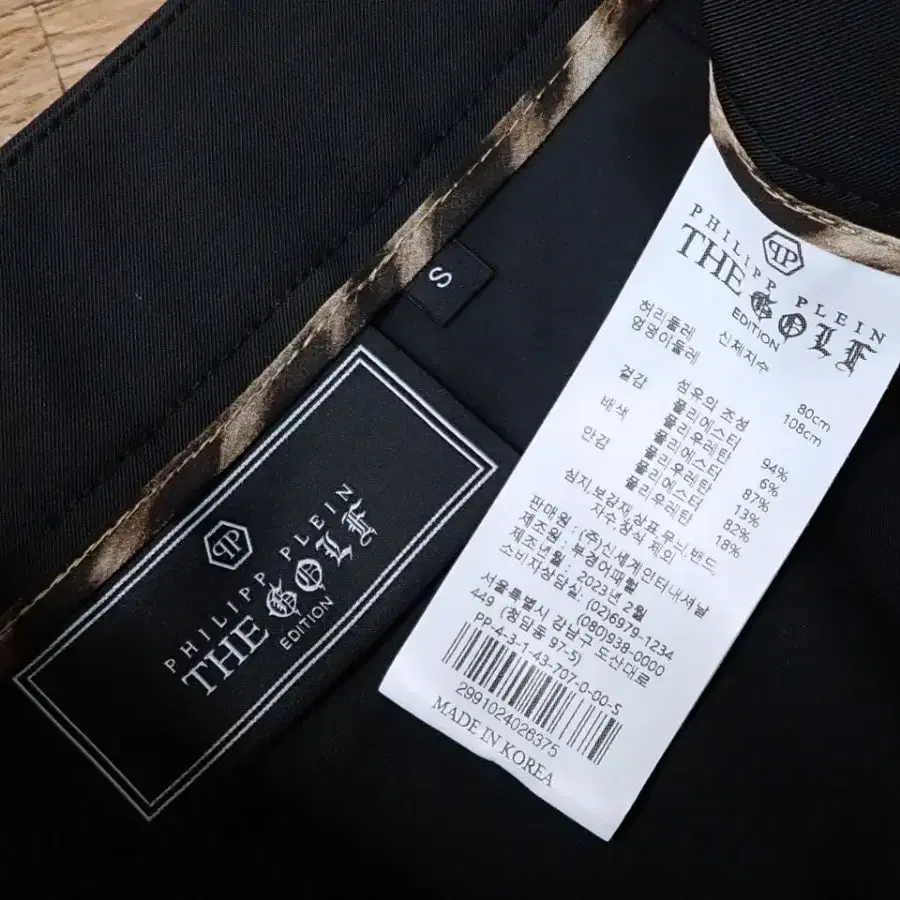 S
PHILIPP PLEIN
THE GOLF
EDITION
PHILIPP PLEIN
THE GOLF
EDITION
신체지수
허리둘레 80cm
엉덩이둘레 108cm
섬유의 조성
겉감 폴리에스터 94%
폴리우레탄 6%
배색 폴리에스터 87%
폴리우레탄 13%
안감 폴리에스터 82%
폴리우레탄 18%
심지,보강재,심포,무늬,밴드,
자수,장식 제외
판매원 : (주)신세계인터내셔날
제조원 : 부경어패럴
제조년월 : 2023년 2월
소비자상담실. (02)6979-1234
(080)938-0000
서울특별시 강남구 도산대로
449 (청담동 97-5)
PP-4-3-1-43-707-0-00-S
2991024026375
MADE IN KOREA